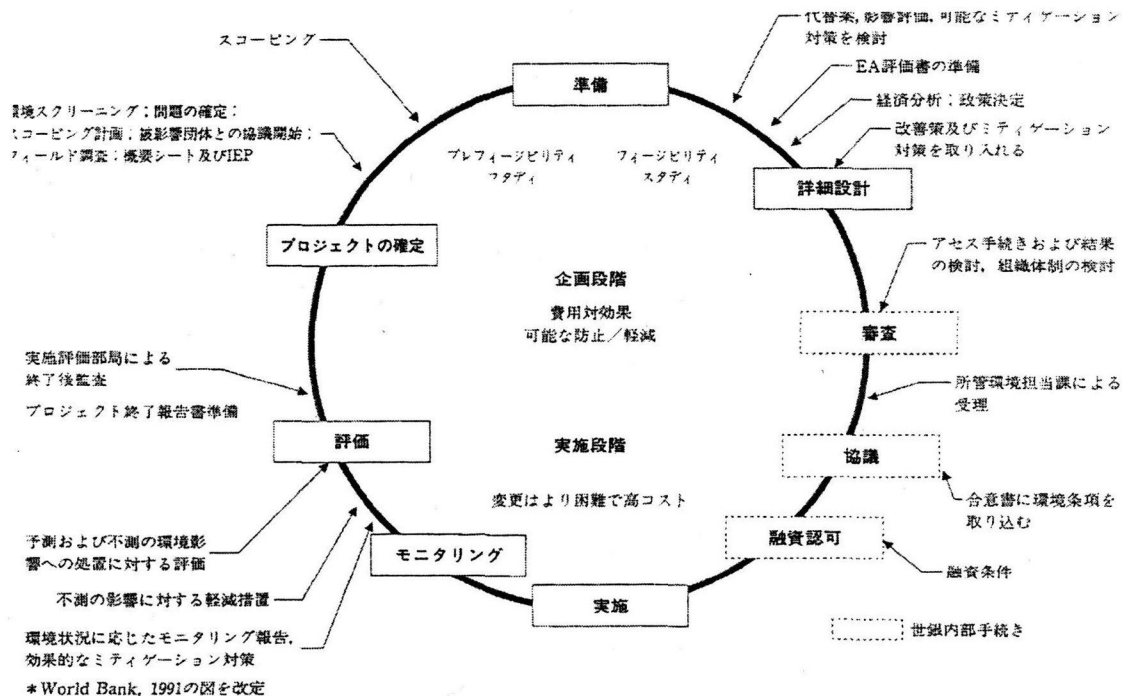 スコーピング
代替案,影響評価,可能なミティゲーション
対策を検討
EA評価書の準備
経済分析;政策決定
改善策及びミティゲーション
対策を取り入れる
準備
環境スクリーニング;問題の確定;
スコーピング計画;被影響団体との協議開始;
フィールド調査;概要シート及びIEP
プレフィージビリティ
スタディ
フィージビリティ
スタディ
詳細設計
プロジェクトの確定
アセス手続きおよび結果
の検討,組織体制の検討
企画段階
費用対効果
可能な防止/軽減
審査
実施評価部局による
終了後監査
プロジェクト終了報告書準備
所管環境担当課による
受理
評価
実施段階
協議
変更はより困難で高コスト
合意書に環境条項を
取り込む
予測および不測の環境影
響への処置に対する評価
モニタリング
融資認可
融資条件
不測の影響に対する軽減措置
実施
環境状況に応じたモニタリング報告,
効果的なミティゲーション対策
世銀内部手続き
*World Bank, 1991の図を改定